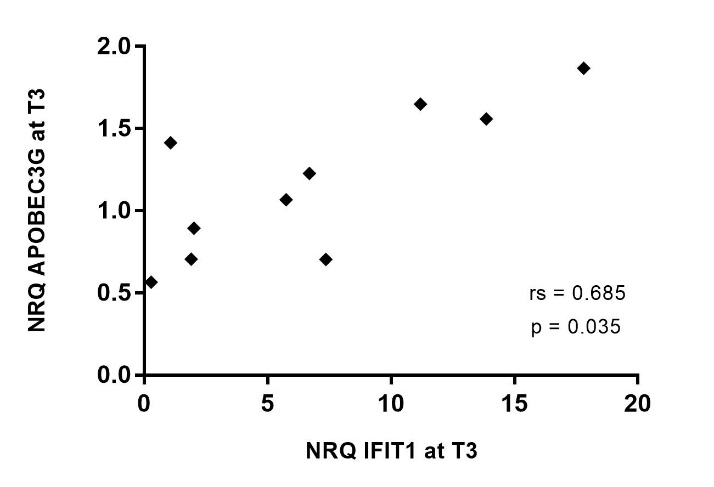 2.0
1.5
1.0
0.5
0.0
NRQ APOBEC3G at T3
rs = 0.685
p = 0.035
0 5 10 15 20
NRQ IFIT1 at T3